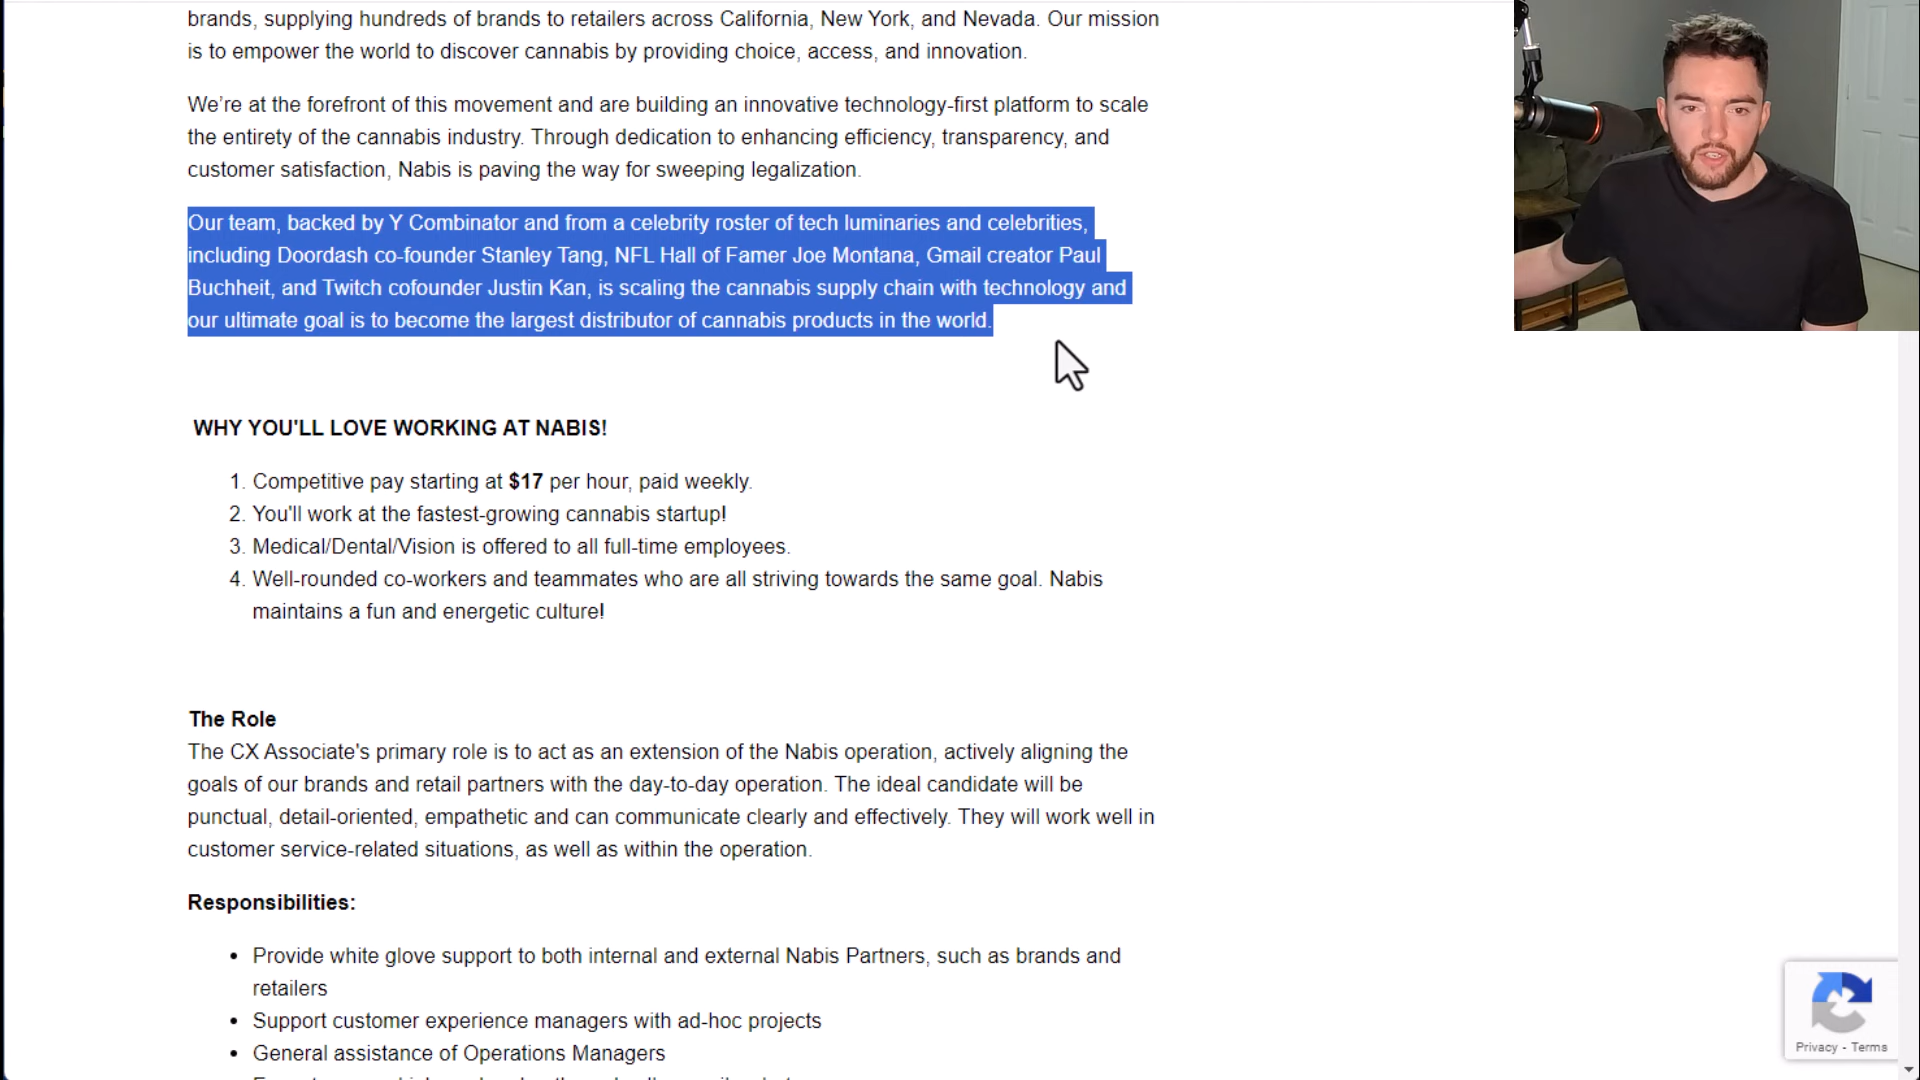 brands, supplying hundreds of brands to retailers across California, New York, and Nevada. Our mission
is to empower the world to discover cannabis by providing choice, access, and innovation.
We’re at the forefront of this movement and are building an innovative technology-first platform to scale
the entirety of the cannabis industry. Through dedication to enhancing efficiency, transparency, and
customer satisfaction, Nabis is paving the way for sweeping legalization.
Our team, backed by Y Combinator and from a celebrity roster of tech luminaries and celebrities,
including Doordash co-founder Stanley Tang, NFL Hall of Famer Joe Montana, Gmail creator Paul
Buchheit, and Twitch cofounder Justin Kan, is scaling the cannabis supply chain with technology and
our ultimate goal is to become the largest distributor of cannabis products in the world.
WHY YOU'LL LOVE WORKING AT NABIS!
1. Competitive pay starting at $17 per hour, paid weekly.
2. You'll work at the fastest-growing cannabis startup!
3. Medical/Dental/Vision is offered to all full-time employees.
4. Well-rounded co-workers and teammates who are all striving towards the same goal. Nabis
maintains a fun and energetic culture!
The Role
The CX Associate's primary role is to act as an extension of the Nabis operation, actively aligning the
goals of our brands and retail partners with the day-to-day operation. The ideal candidate will be
punctual, detail-oriented, empathetic and can communicate clearly and effectively. They will work well in
customer service-related situations, as well as within the operation.
Responsibilities:
• Provide white glove support to both internal and external Nabis Partners, such as brands and
retailers
• Support customer experience managers with ad-hoc projects
• General assistance of Operations Managers
Privacy - Terms